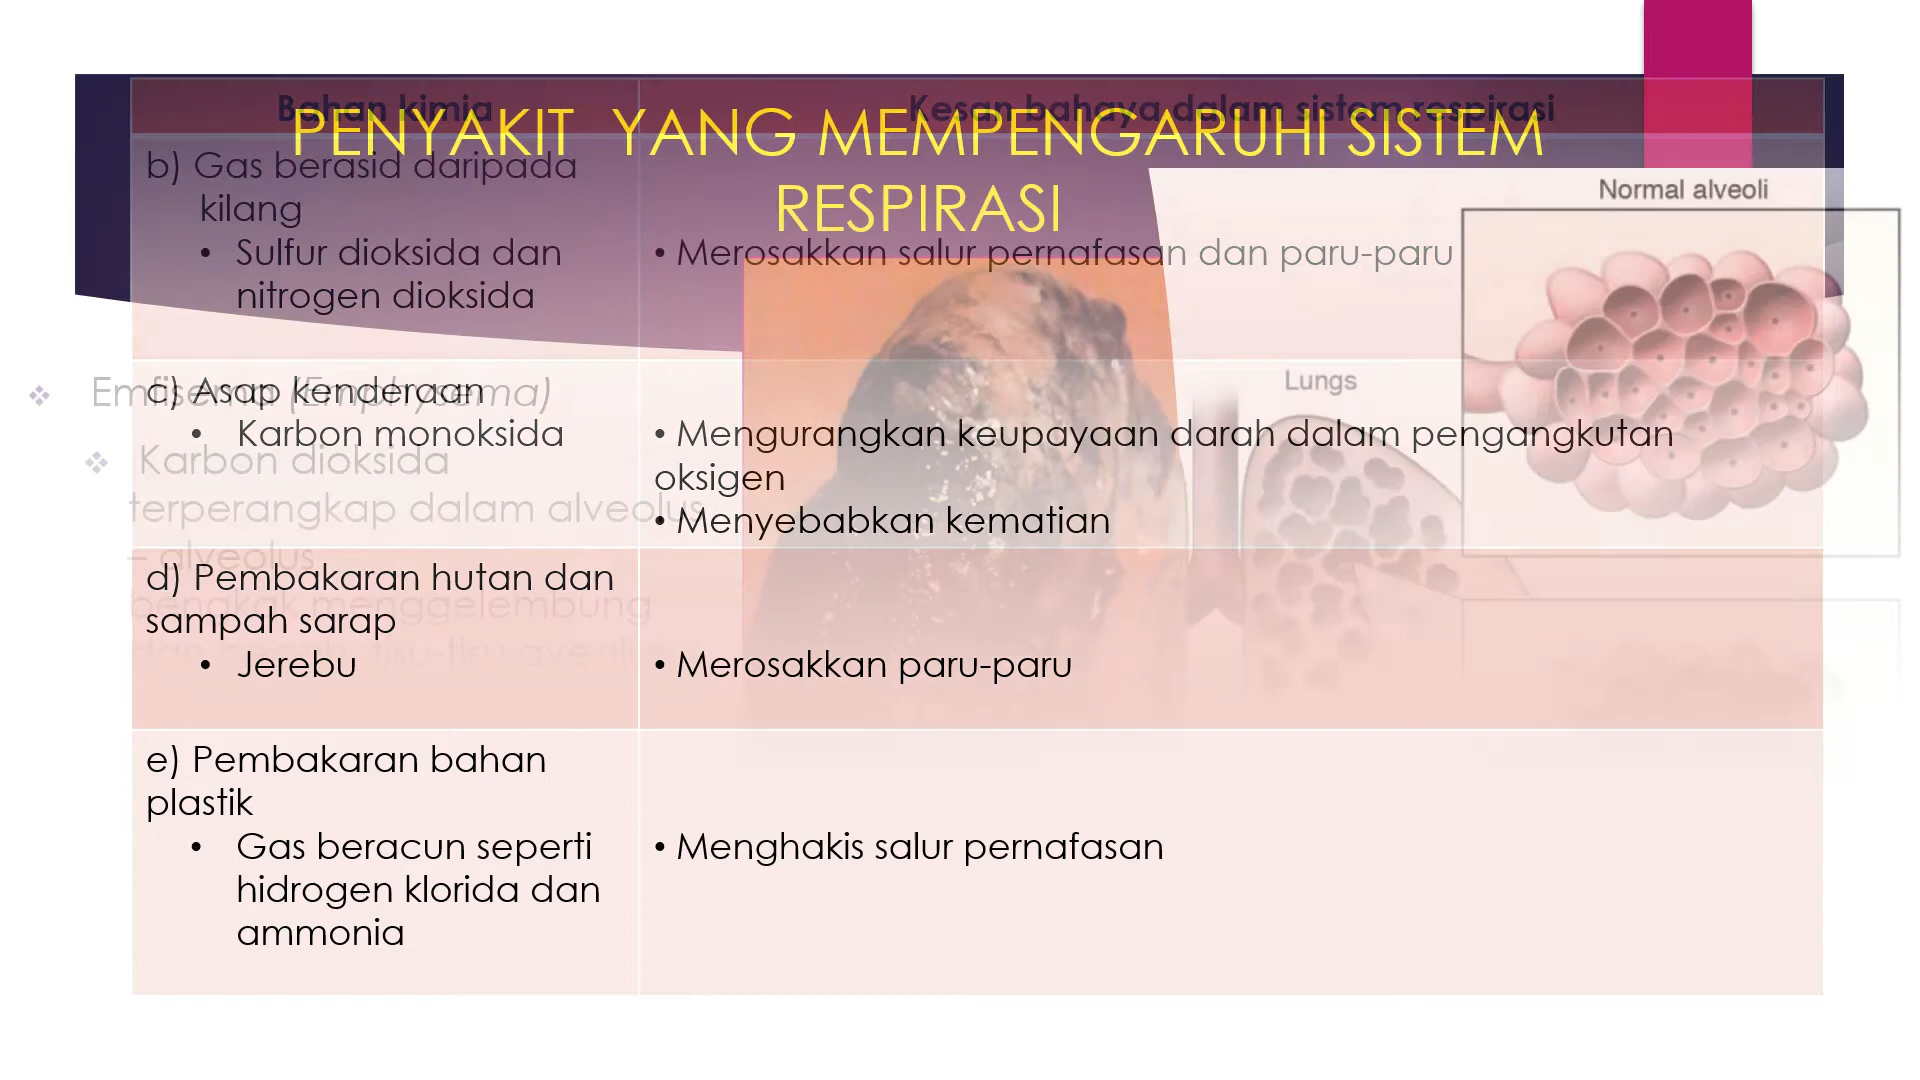 Bahan kimia
Kesan bahaya dalam sistem respirasi
PENYAKIT YANG MEMPENGARUHI SISTEM
RESPIRASI
b) Gas berasid daripada
kilang
• Sulfur dioksida dan
nitrogen dioksida
• Merosakkan salur pernafasan dan paru-paru
c) Asap kenderaan
• Karbon monoksida
• Mengurangkan keupayaan darah dalam pengangkutan
oksigen
• Menyebabkan kematian
d) Pembakaran hutan dan
sampah sarap
• Jerebu
• Merosakkan paru-paru
e) Pembakaran bahan
plastik
• Gas beracun seperti
hidrogen klorida dan
ammonia
• Menghakis salur pernafasan
❖ Emfisema (Emphysema)
❖ Karbon dioksida
terperangkap dalam alveolus
– alveolus
bengkak menggelembung
dan
Normal alveoli
Lungs